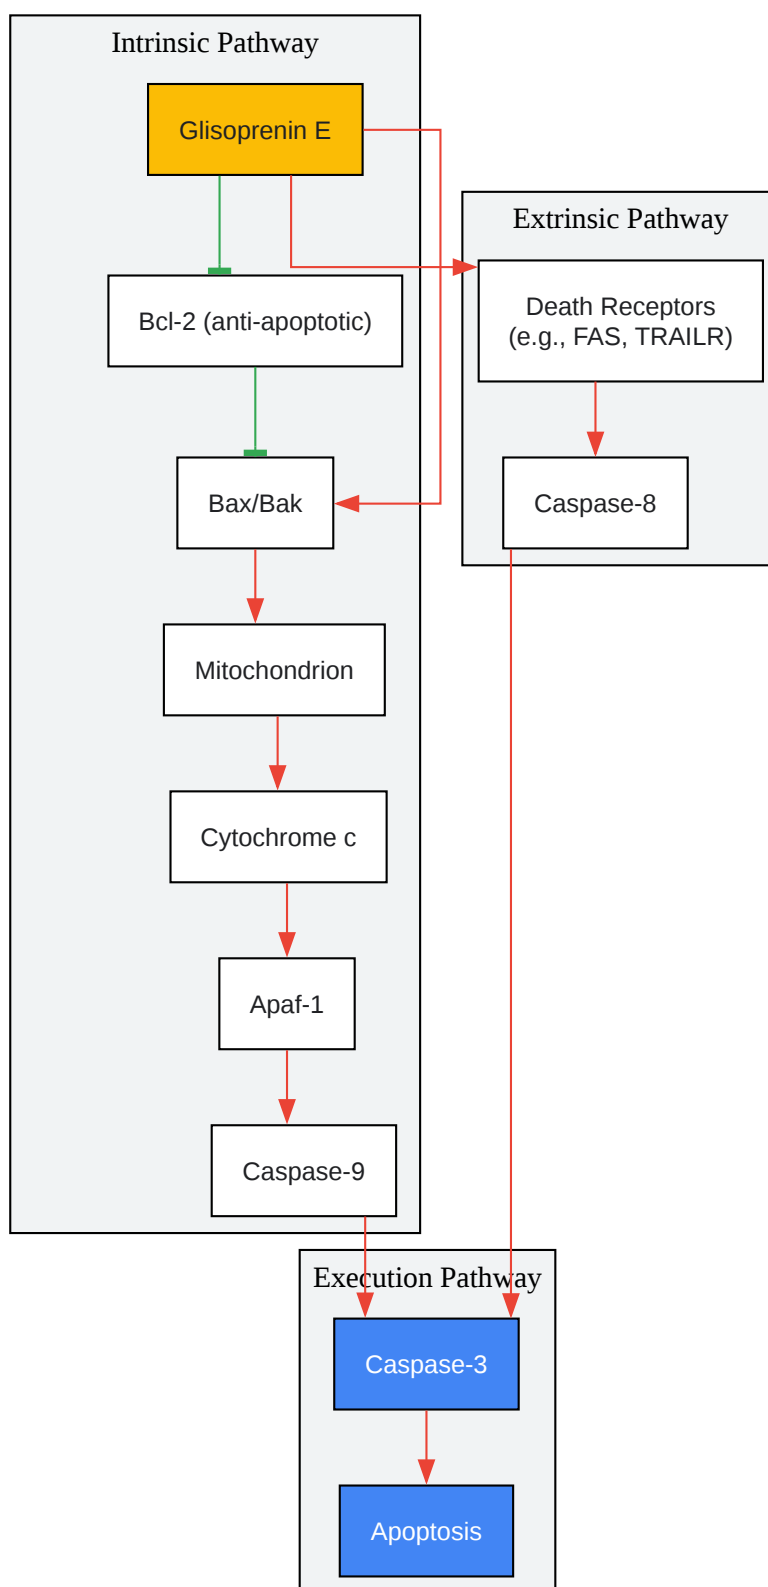 Intrinsic Pathway
Glisoprenin E
Bcl-2 (anti-apoptotic)
Bax/Bak
Mitochondrion
Cytochrome c
Apaf-1
Caspase-9
Extrinsic Pathway
Death Receptors
(e.g., FAS, TRAILR)
Caspase-8
Execution Pathway
Caspase-3
Apoptosis